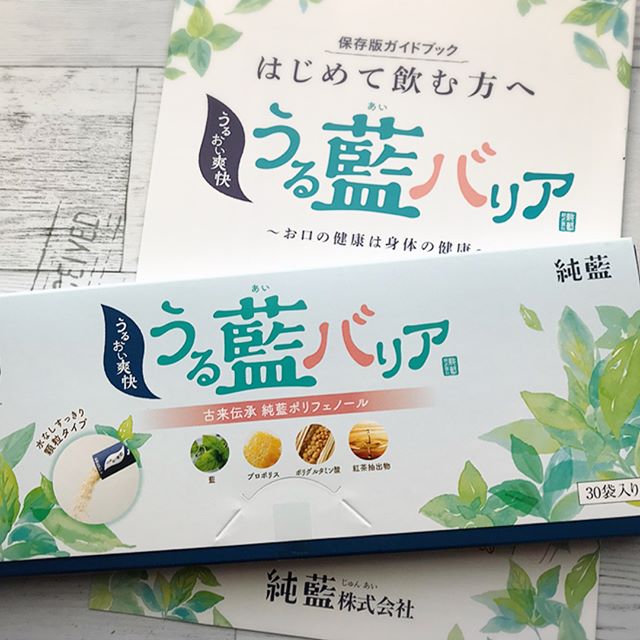 保存版ガイドブック
はじめて飲む方へ
うるおい爽快
あい
うる藍バリア
～お口の健康は身体の健康～
純藍
うるおい爽快
あい
うる藍バリア
古来伝承 純藍ポリフェノール
水なしすっきり
顆粒タイプ
藍
プロポリス
ポリグルタミン酸
紅茶抽出物
30袋入り
じゅん あい
純藍株式会社